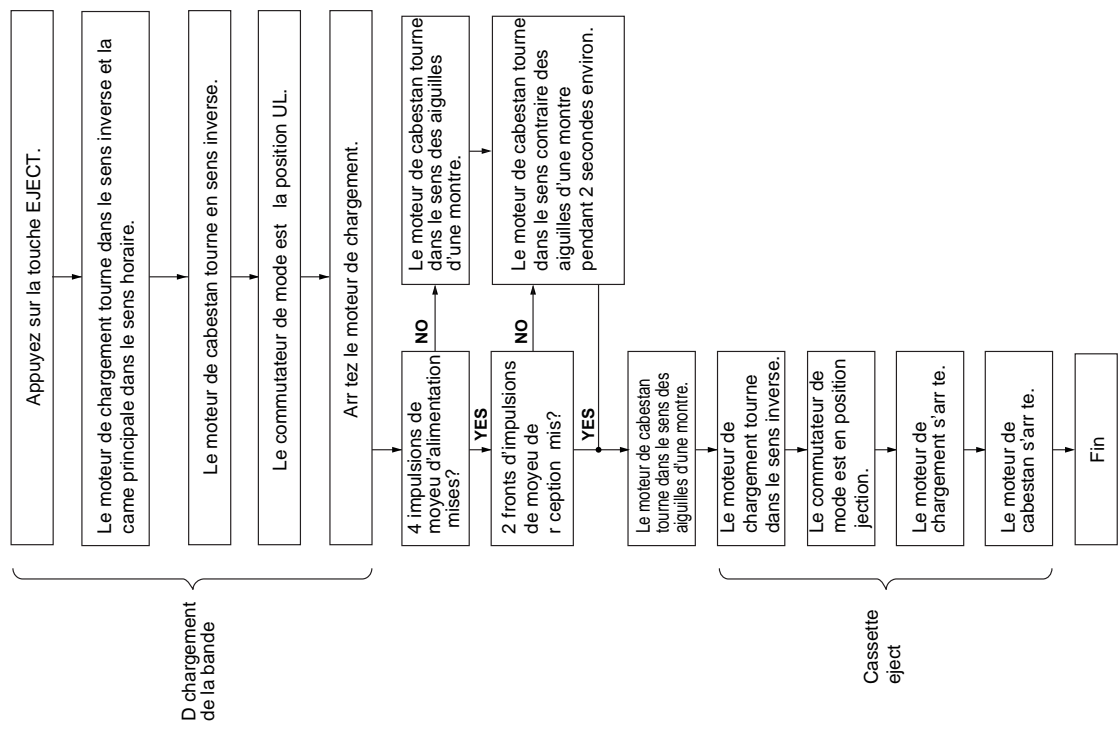 Appuyez sur la touche EJECT.
Le moteur de chargement tourne dans le sens inverse et la
came principale dans le sens horaire.
Le moteur de cabestan tourne en sens inverse.
Le commutateur de mode est la position UL.
Arr tez le moteur de chargement.
D chargement
de la bande
4 impulsions de
moyeu d'alimentation
mises?
NO
Le moteur de cabestan tourne
dans le sens des aiguilles
d'une montre.
YES
2 fronts d'impulsions
de moyeu de
r ception mis?
NO
Le moteur de cabestan tourne
dans le sens contraire des
aiguilles d'une montre
pendant 2 secondes environ.
YES
Le moteur de cabestan
tourne dans le sens des
aiguilles d'une montre.
Le moteur de
chargement tourne
dans le sens inverse.
Le commutateur de
mode est en position
jection.
Le moteur de
chargement s'arr te.
Le moteur de
cabestan s'arr te.
Cassette
eject
Fin